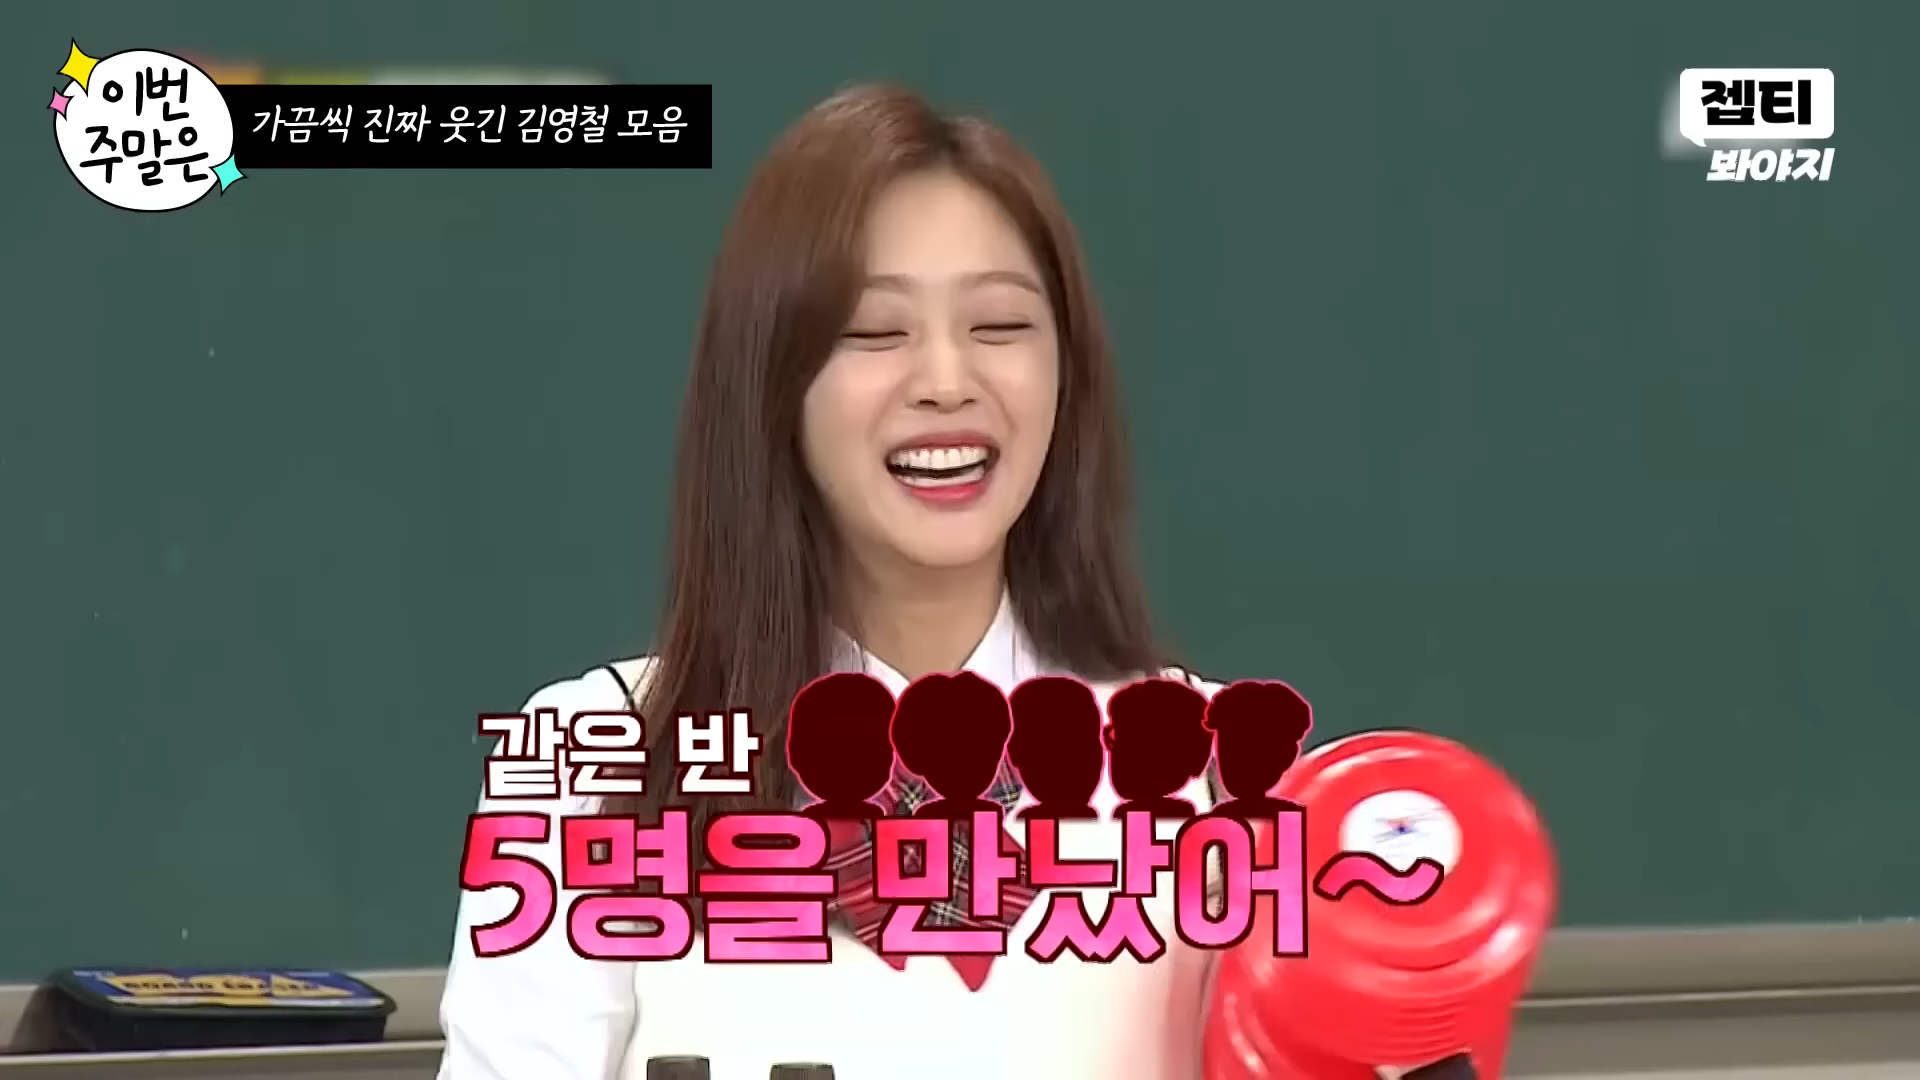 이번
주말은
가끔씩 진짜 웃긴 김영철 모음
젭티
봐야지
같은 반
5명을 만났어~